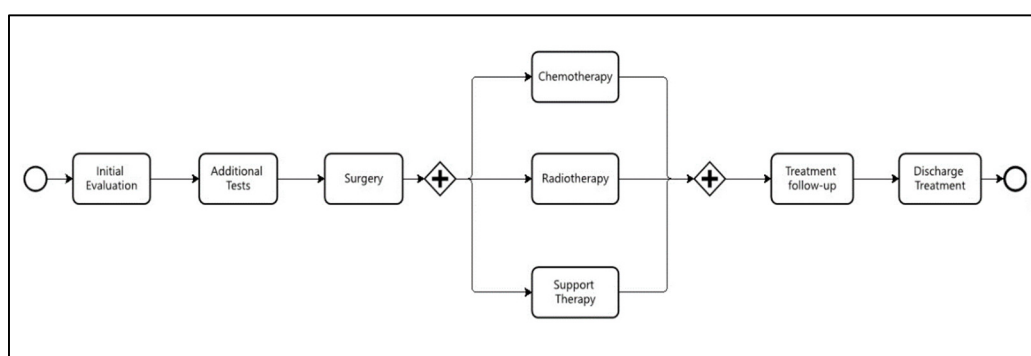 Initial
Evaluation
Additional
Tests
Surgery
Chemotherapy
Radiotherapy
Support
Therapy
Treatment
follow-up
Discharge
Treatment